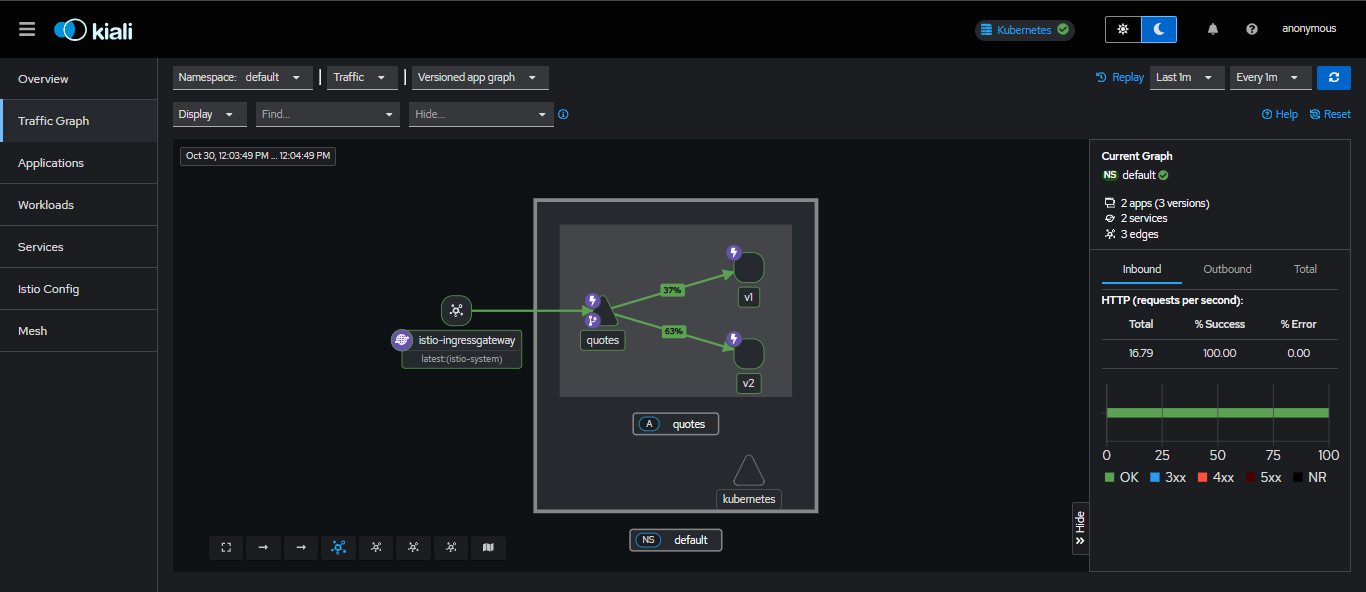 kiali
Kubernetes
anonymous
Overview
Traffic Graph
Applications
Workloads
Services
Istio Config
Mesh
Namespace: default
Traffic
Versioned app graph
Replay
Last 1m
Every 1m
Display
Find...
Hide...
Help
Reset
Oct 30, 12:03:49 PM ... 12:04:49 PM
istio-ingressgateway
latest:(istio-system)
quotes
37%
63%
v1
v2
A quotes
kubernetes
NS default
Hide
Current Graph
NS default
2 apps (3 versions)
2 services
3 edges
Inbound Outbound Total
HTTP (requests per second):
Total % Success % Error
16.79 100.00 0.00
0 25 50 75 100
OK 3xx 4xx 5xx NR